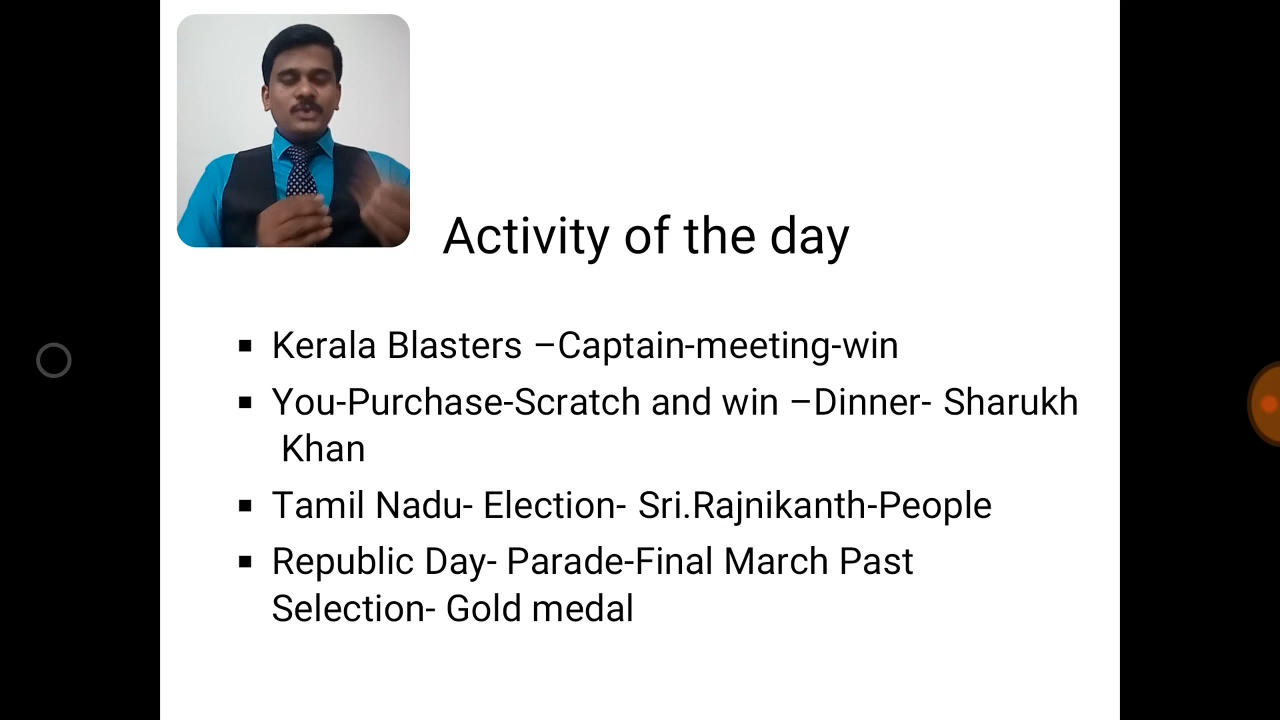 Activity of the day
▪ Kerala Blasters –Captain-meeting-win
▪ You-Purchase-Scratch and win –Dinner- Sharukh
Khan
▪ Tamil Nadu- Election- Sri.Rajnikanth-People
▪ Republic Day- Parade-Final March Past
Selection- Gold medal